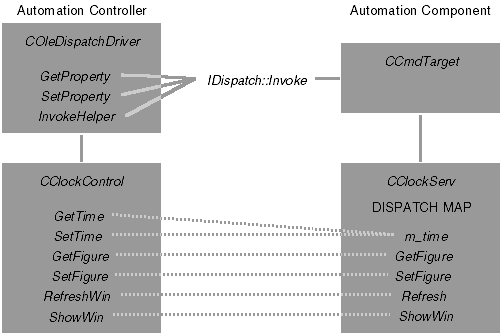 Automation Controller
Automation Component
COleDispatchDriver
GetProperty
SetProperty
InvokeHelper
IDispatch::Invoke
CCmdTarget
CClockControl
GetTime
SetTime
GetFigure
SetFigure
RefreshWin
ShowWin
CClockServ
DISPATCH MAP
m_time
GetFigure
SetFigure
Refresh
ShowWin